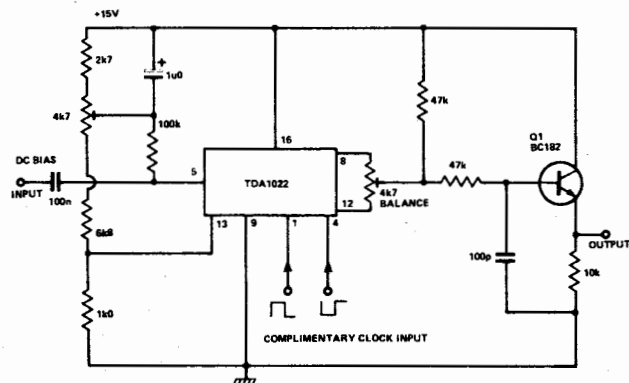 +15V
2k7
+
1u0
4k7
100k
47k
Q1
BC182
16
DC BIAS
8
47k
INPUT
100n
5
TDA1022
4k7
BALANCE
12
6k8
13
9
1
4
100p
OUTPUT
10k
1k0
COMPLIMENTARY CLOCK INPUT